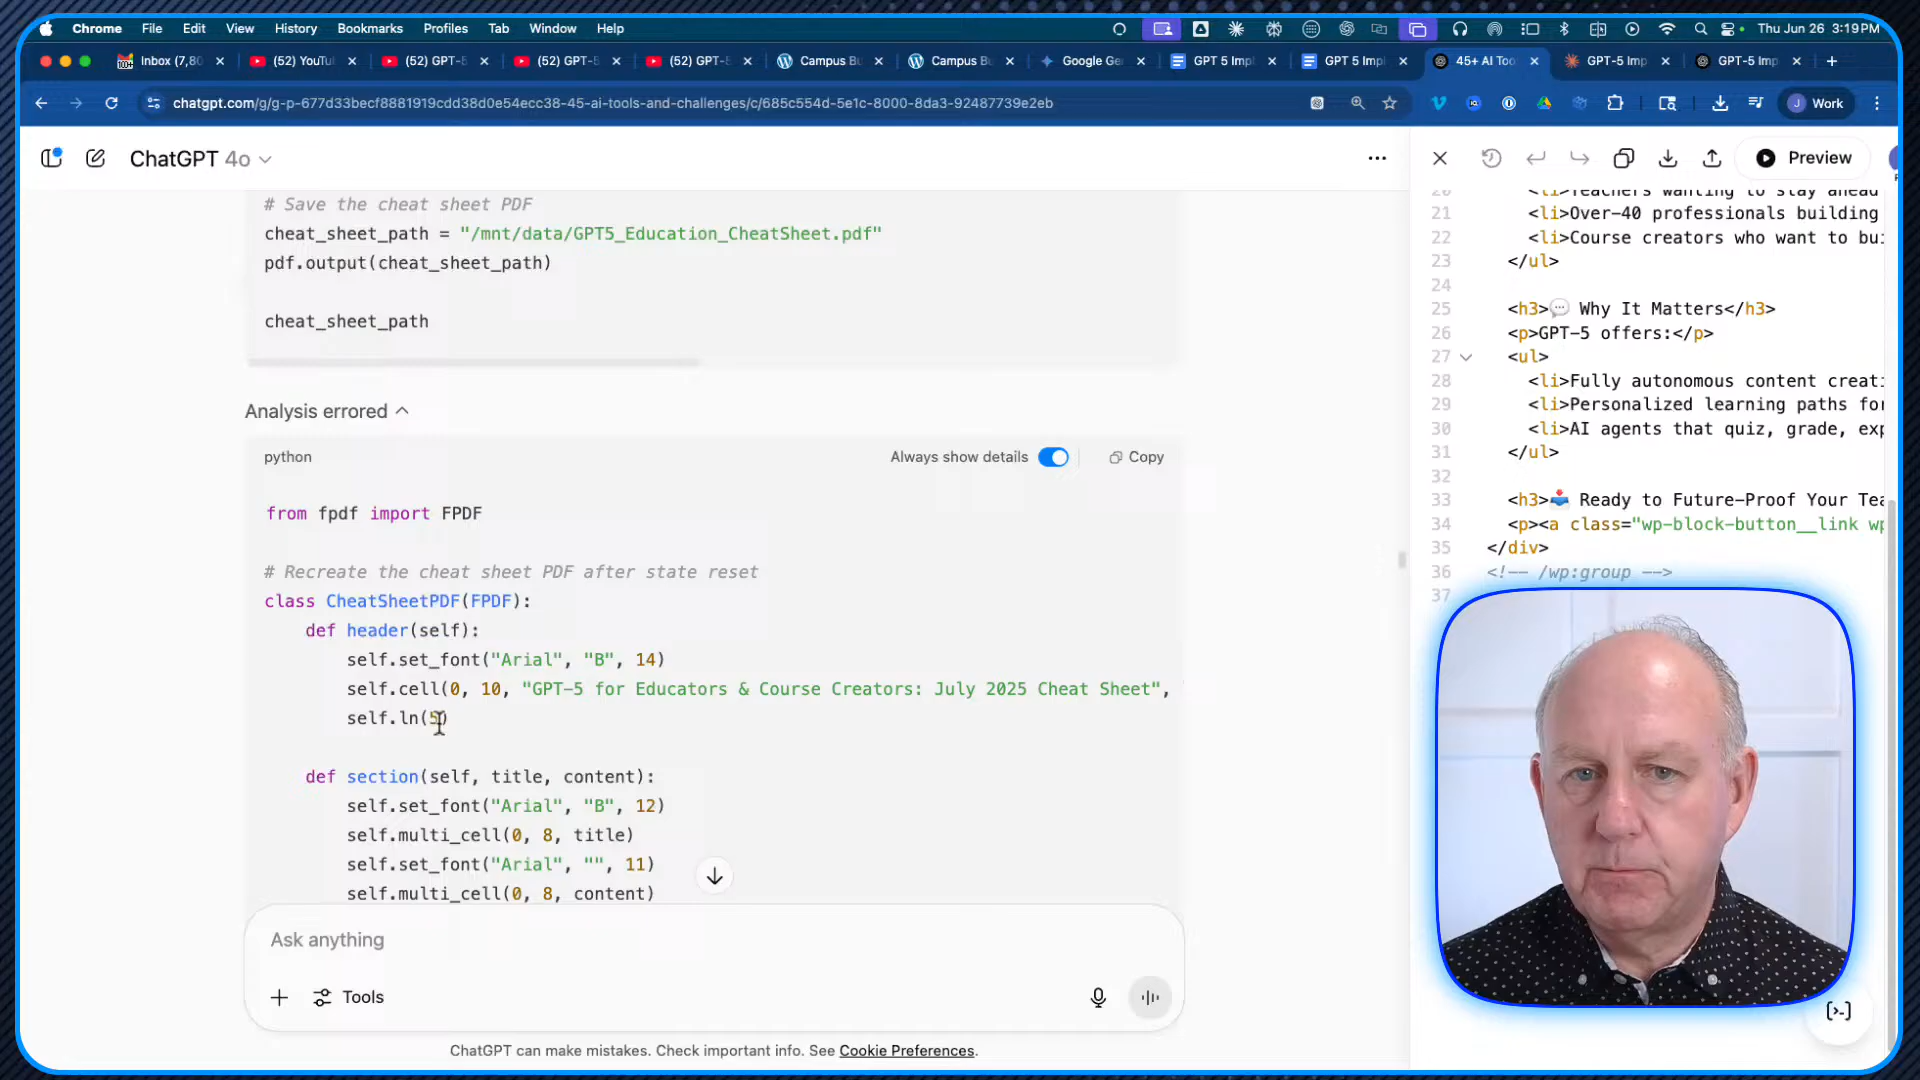 Chrome File Edit View History Bookmarks Profiles Tab Window Help Thu Jun 26 3:19 PM
Inbox (7,80 (52) YouTu (52) GPT-5 (52) GPT-5 (52) GPT-5 Campus Bu Campus Bu Google Ge GPT 5 Impl GPT 5 Impl 45+ AI Too GPT-5 Imp GPT-5 Imp
chatgpt.com/g/g-p-677d33becf8881919cdd38d0e54ecc38-45-ai-tools-and-challenges/c/685c554d-5e1c-8000-8da3-92487739e2eb J Work
ChatGPT 4o
# Save the cheat sheet PDF
cheat_sheet_path = "/mnt/data/GPT5_Education_CheatSheet.pdf"
pdf.output(cheat_sheet_path)
cheat_sheet_path
Analysis errored
python Always show details Copy
from fpdf import FPDF
# Recreate the cheat sheet PDF after state reset
class CheatSheetPDF(FPDF):
def header(self):
self.set_font("Arial", "B", 14)
self.cell(0, 10, "GPT-5 for Educators & Course Creators: July 2025 Cheat Sheet",
self.ln(5)
def section(self, title, content):
self.set_font("Arial", "B", 12)
self.multi_cell(0, 8, title)
self.set_font("Arial", "", 11)
self.multi_cell(0, 8, content)
Ask anything
Tools
ChatGPT can make mistakes. Check important info. See Cookie Preferences.
Preview
20 <li>Teachers wanting to stay ahead
21 <li>Over-40 professionals building
22 <li>Course creators who want to bui
23 </ul>
24
25 <h3>💬 Why It Matters</h3>
26 <p>GPT-5 offers:</p>
27 <ul>
28 <li>Fully autonomous content creati
29 <li>Personalized learning paths for
30 <li>AI agents that quiz, grade, exp
31 </ul>
32
33 <h3>📥 Ready to Future-Proof Your Tea
34 <p><a class="wp-block-button__link wp
35 </div>
36 <!-- /wp:group -->
37